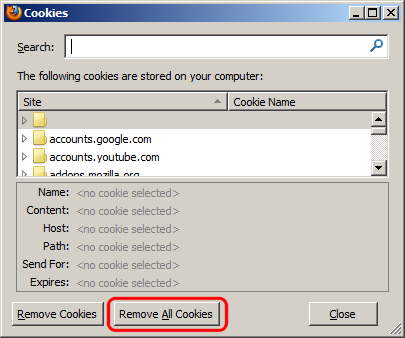 Cookies
Search:
The following cookies are stored on your computer:
Site Cookie Name
accounts.google.com
accounts.youtube.com
addons.mozilla.org
Name: <no cookie selected>
Content: <no cookie selected>
Host: <no cookie selected>
Path: <no cookie selected>
Send For: <no cookie selected>
Expires: <no cookie selected>
Remove Cookies Remove All Cookies Close